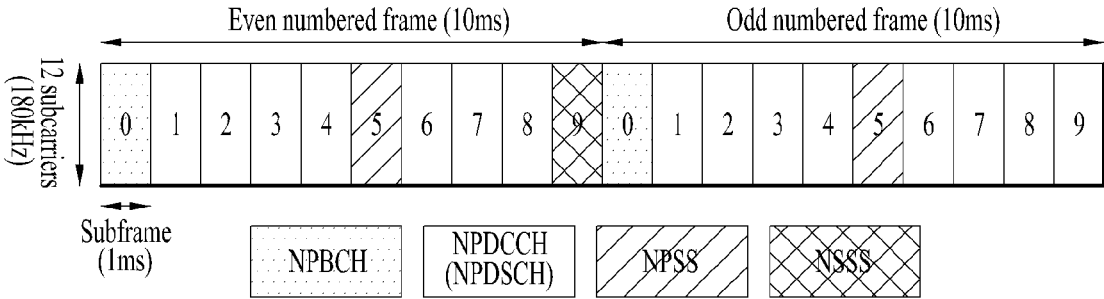 Even numbered frame (10ms) Odd numbered frame (10ms)
12 subcarriers
(180kHz)
0 1 2 3 4 5 6 7 8 9 0 1 2 3 4 5 6 7 8 9
Subframe
(1ms)
NPBCH
NPDCCH
(NPDSCH)
NPSS
NSSS